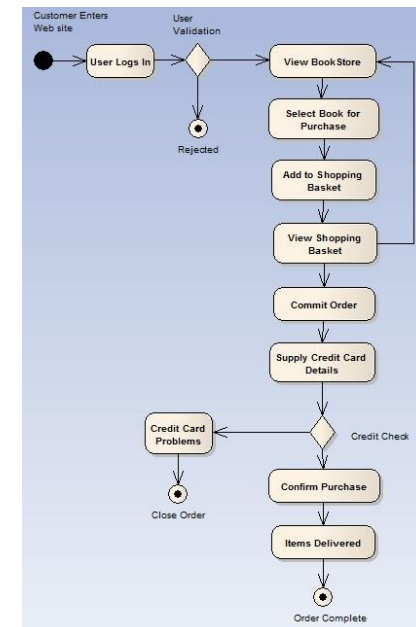 Customer Enters
Web site
User
Validation
User Logs In
View BookStore
Rejected
Select Book for
Purchase
Add to Shopping
Basket
View Shopping
Basket
Commit Order
Supply Credit Card
Details
Credit Card
Problems
Credit Check
Close Order
Confirm Purchase
Items Delivered
Order Complete